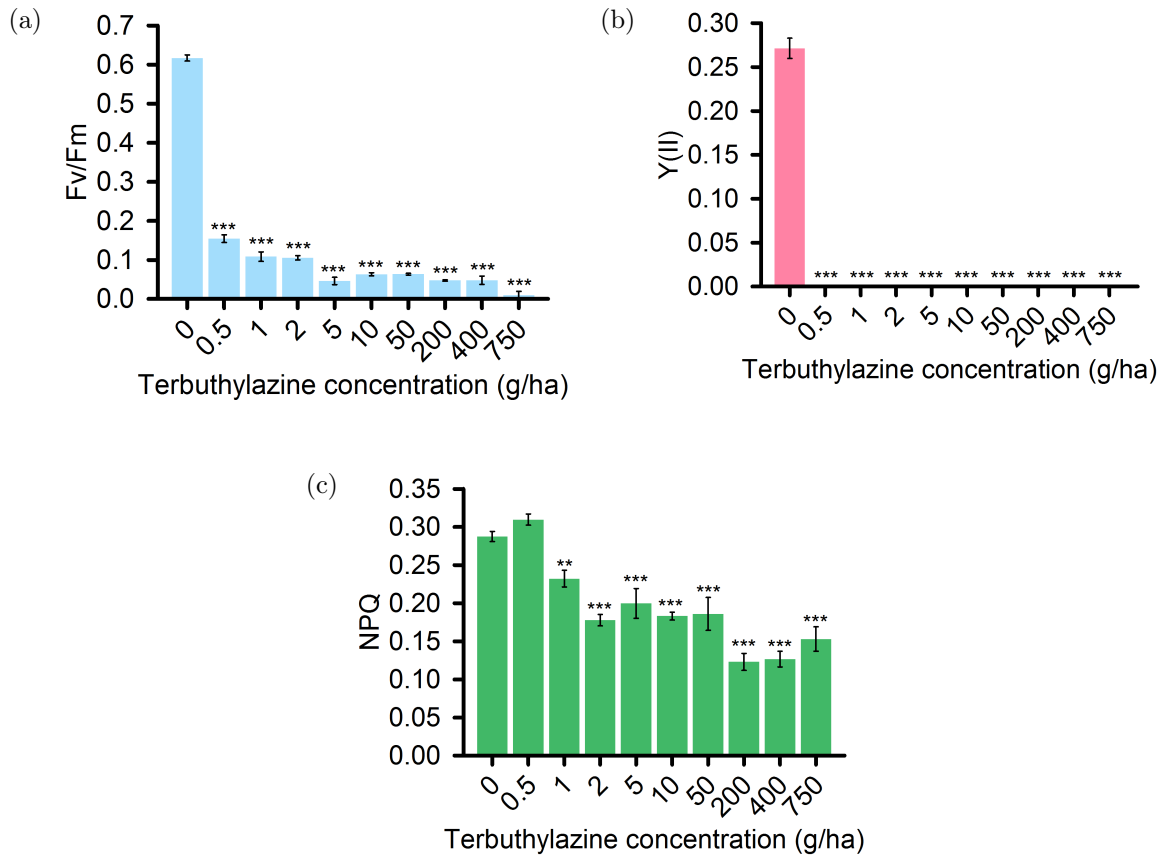 (a)
0.7
0.6
0.5
0.4
0.3
0.2
0.1
0.0
Fv/Fm
*** *** *** *** *** *** *** *** ***
0 0.5 1 2 5 10 50 200 400 750
Terbuthylazine concentration (g/ha)
(b)
0.30
0.25
0.20
0.15
0.10
0.05
0.00
Y(II)
*** *** *** *** *** *** *** *** ***
0 0.5 1 2 5 10 50 200 400 750
Terbuthylazine concentration (g/ha)
(c)
0.35
0.30
0.25
0.20
0.15
0.10
0.05
0.00
NPQ
** *** *** *** *** *** *** ***
0 0.5 1 2 5 10 50 200 400 750
Terbuthylazine concentration (g/ha)